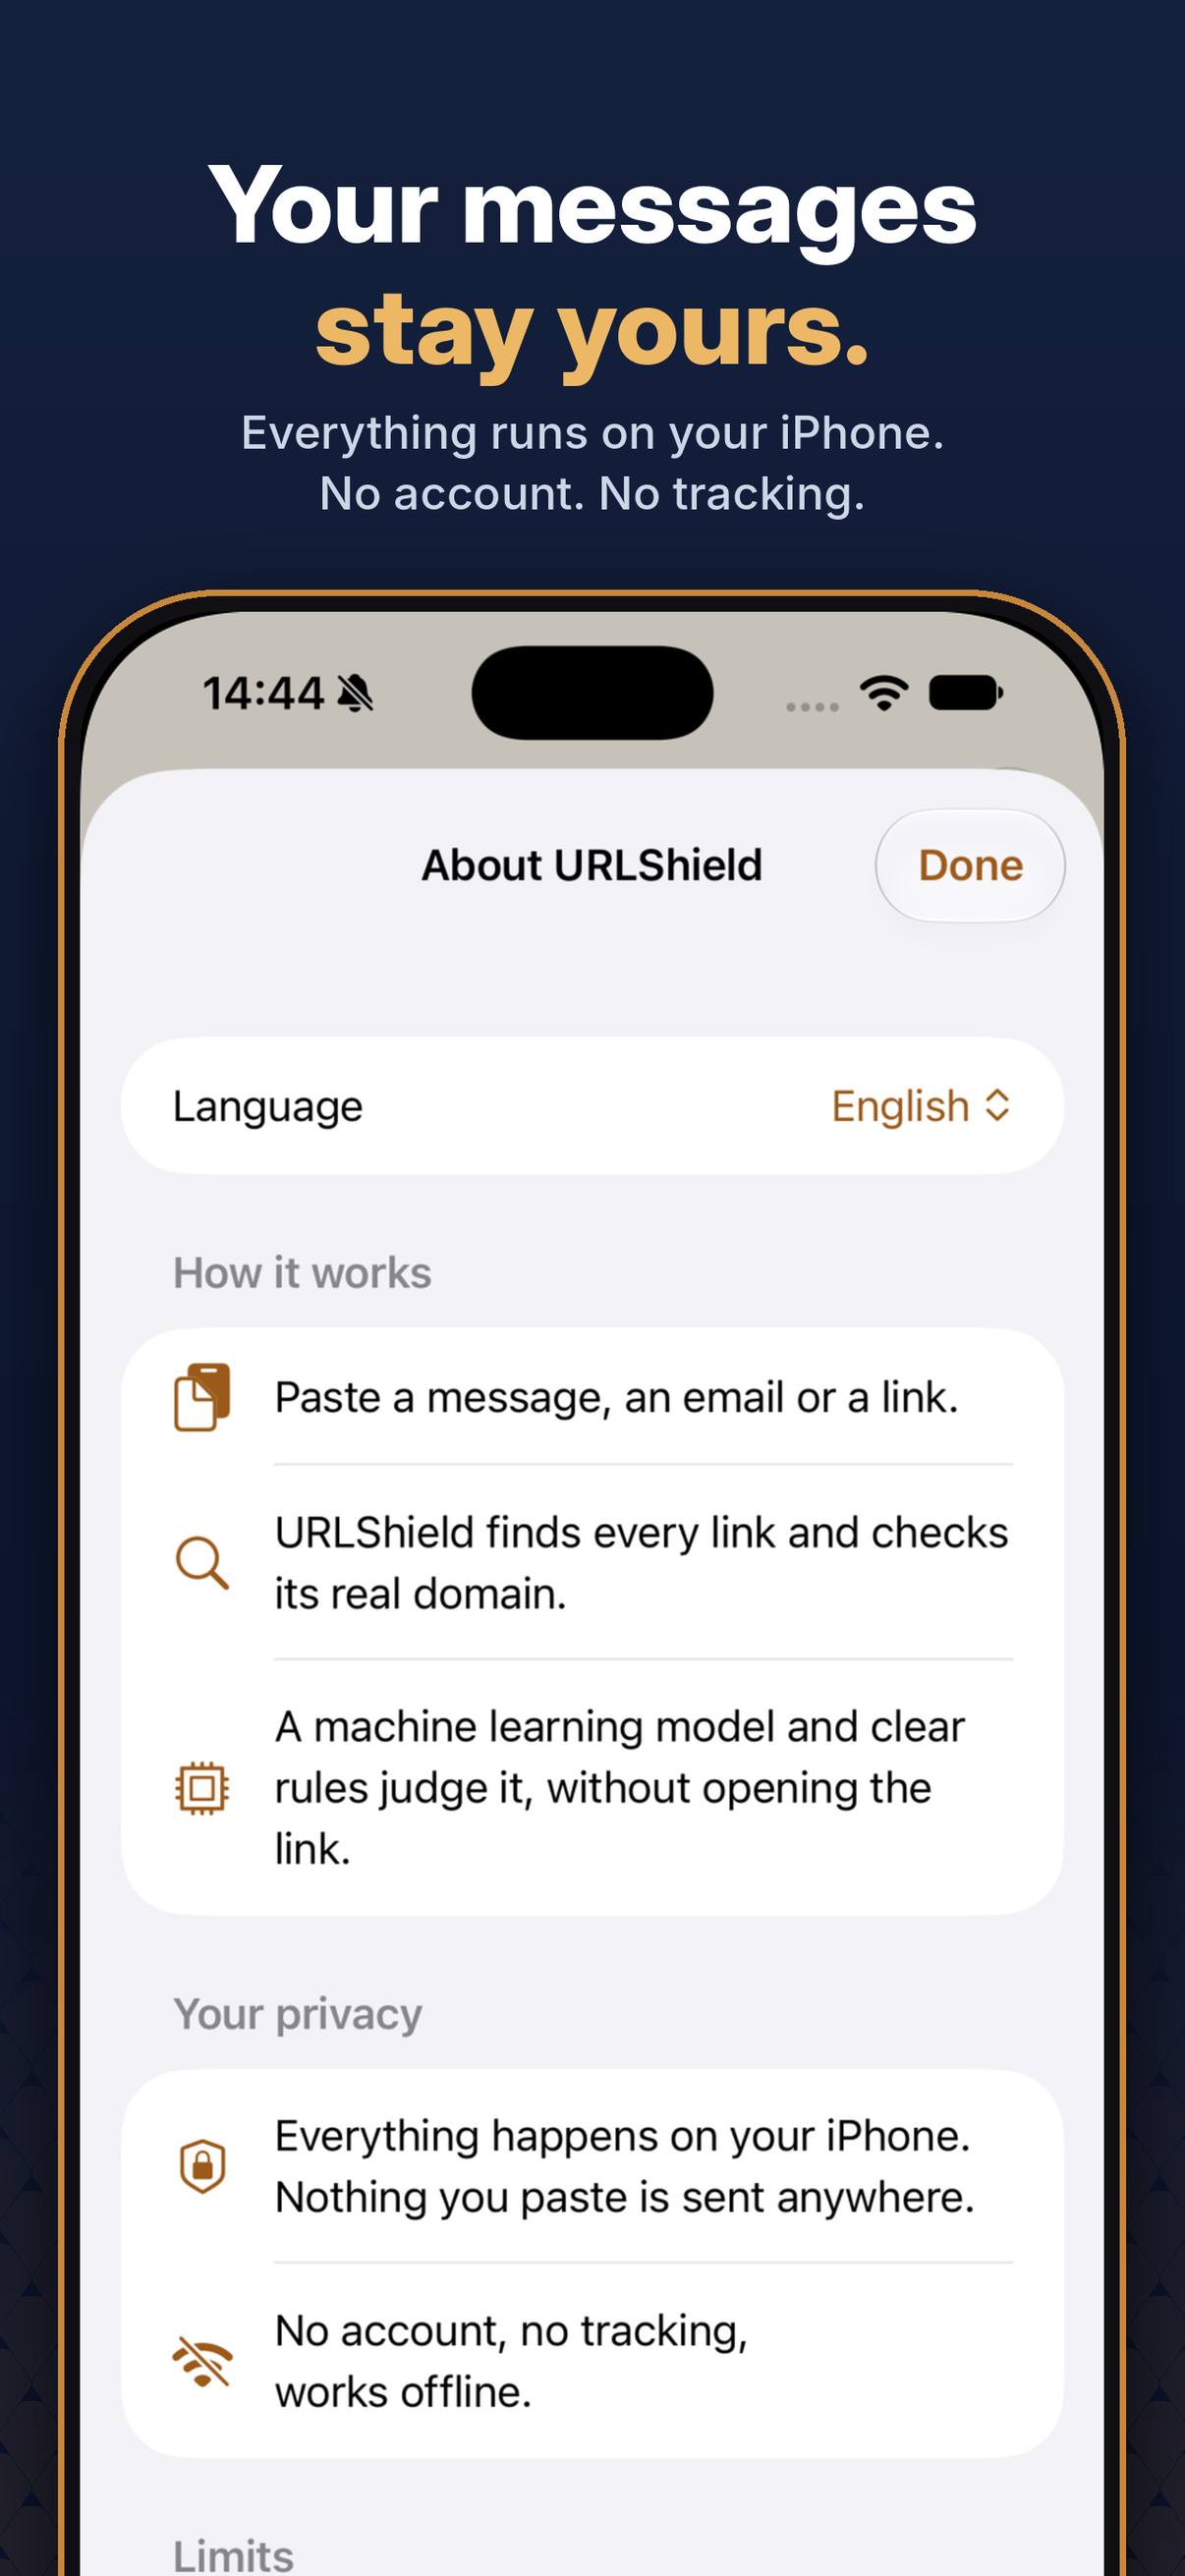 Your messages
stay yours.
Everything runs on your iPhone.
No account. No tracking.
14:44
About URLShield
Done
Language
English
How it works
Paste a message, an email or a link.
URLShield finds every link and checks
its real domain.
A machine learning model and clear
rules judge it, without opening the
link.
Your privacy
Everything happens on your iPhone.
Nothing you paste is sent anywhere.
No account, no tracking,
works offline.
Limits